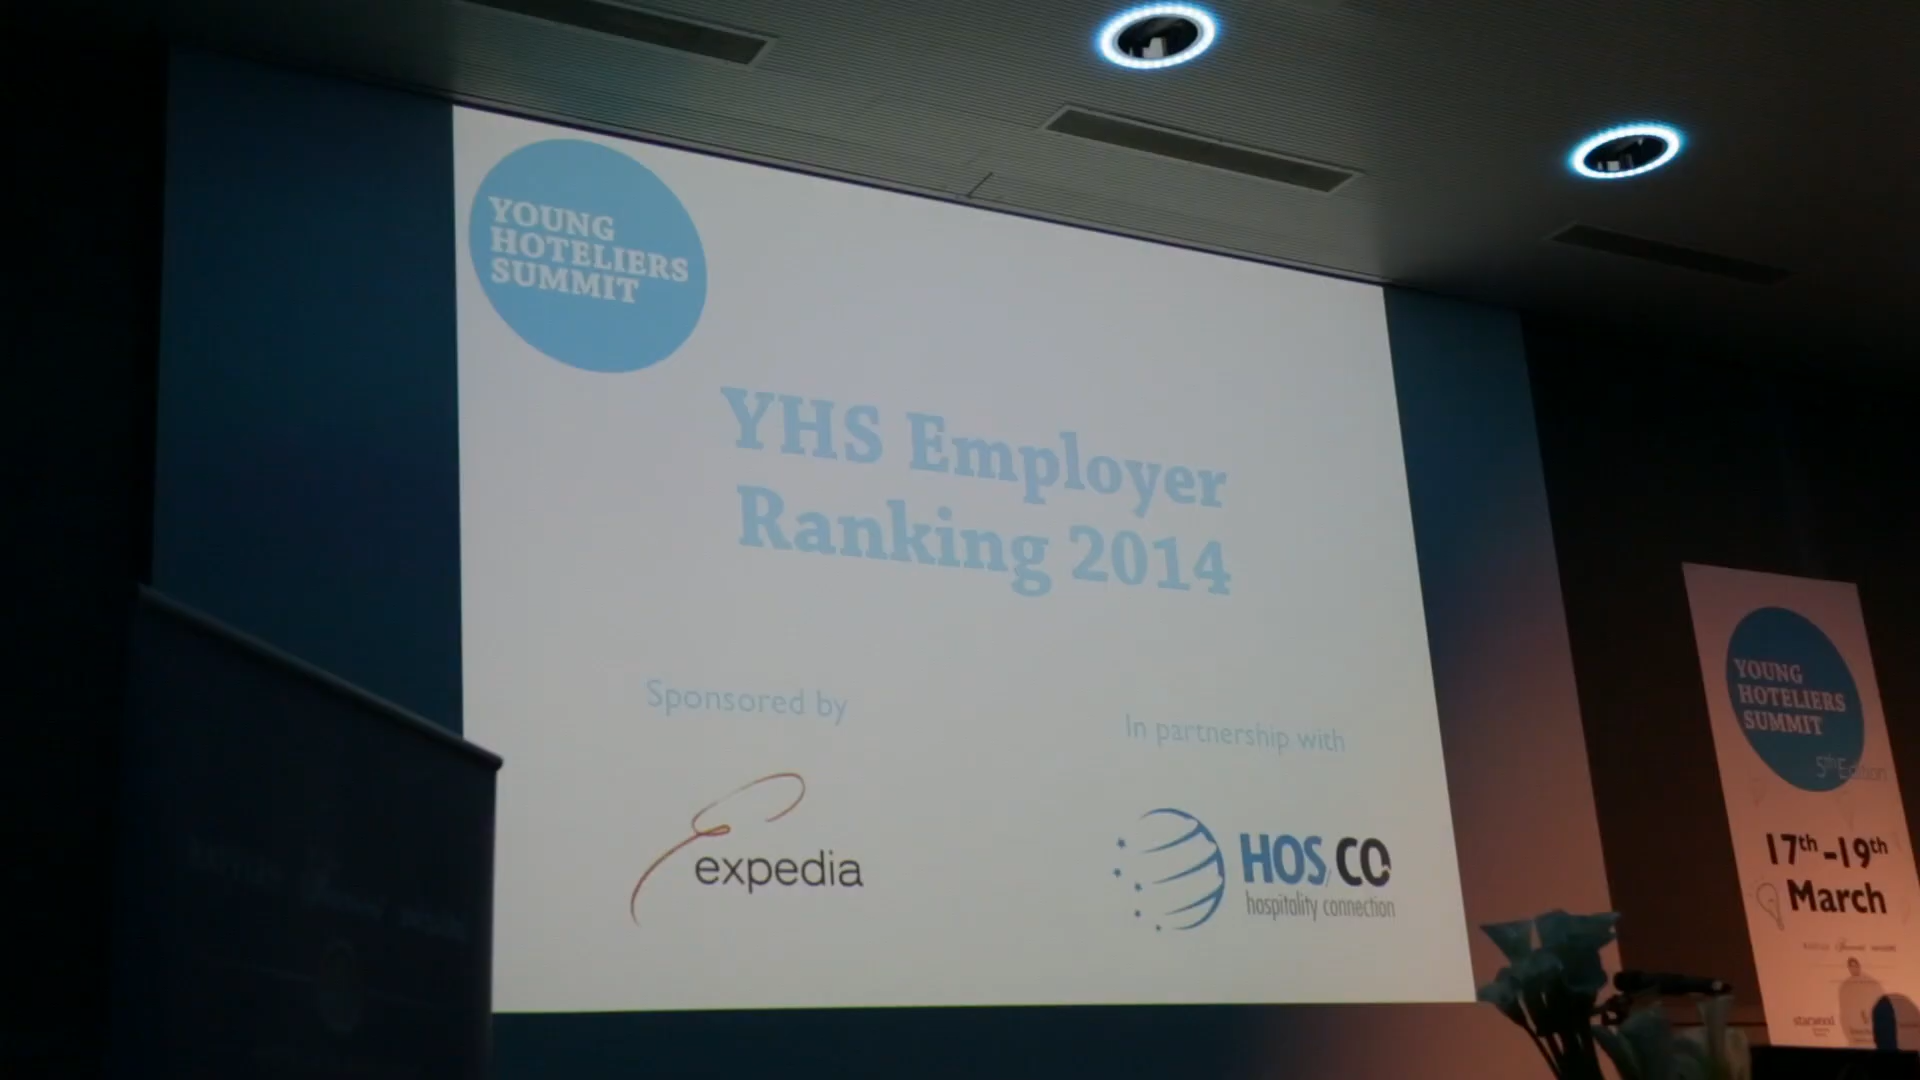 YOUNG
HOTELIERS
SUMMIT
YHS Employer
Ranking 2014
Sponsored by
In partnership with
expedia
HOSCO
hospitality connection
YOUNG
HOTELIERS
SUMMIT
5th Edition
17th-19th
March
starwood